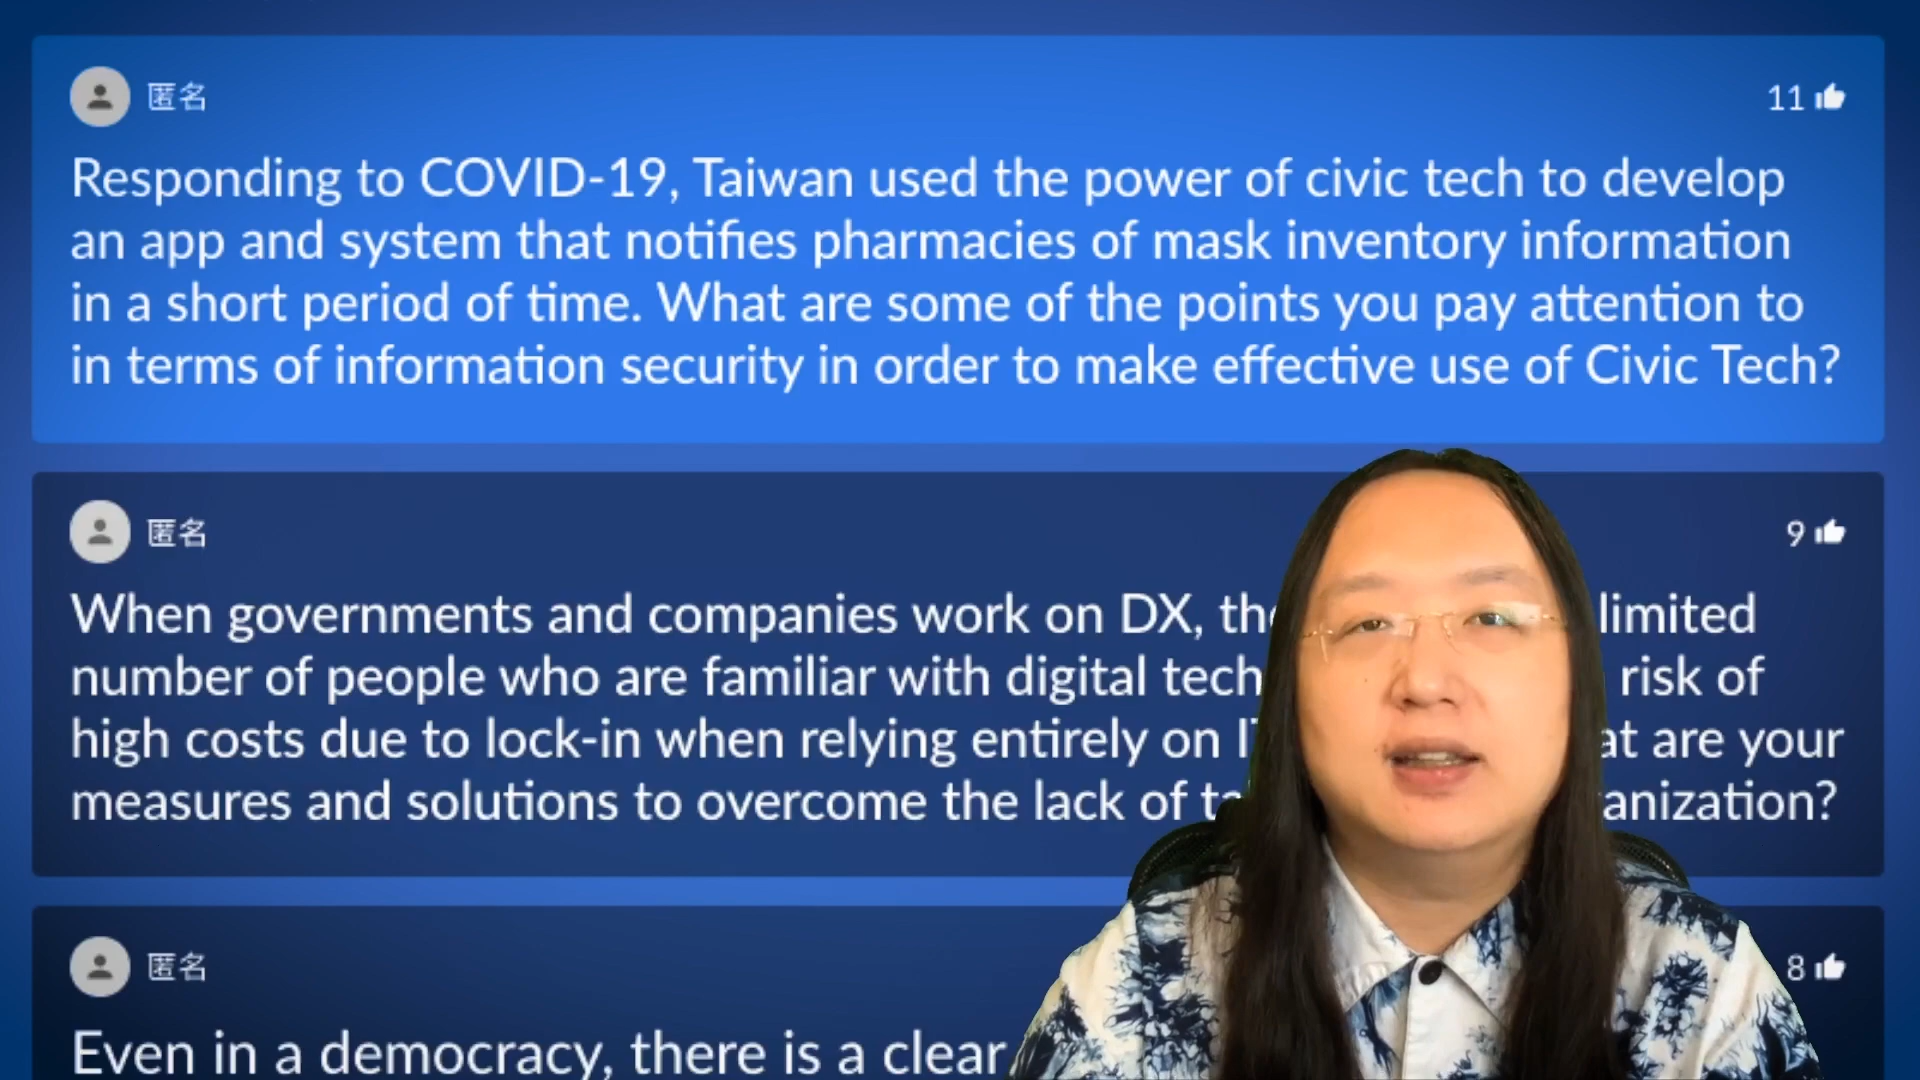 匿名
11
Responding to COVID-19, Taiwan used the power of civic tech to develop
an app and system that notifies pharmacies of mask inventory information
in a short period of time. What are some of the points you pay attention to
in terms of information security in order to make effective use of Civic Tech?
匿名
9
When governments and companies work on DX, limited
number of people who are familiar with digital risk of
high costs due to lock-in when relying entirely on are your
measures and solutions to overcome the lack of
匿名
8
Even in a democracy, there is a clear